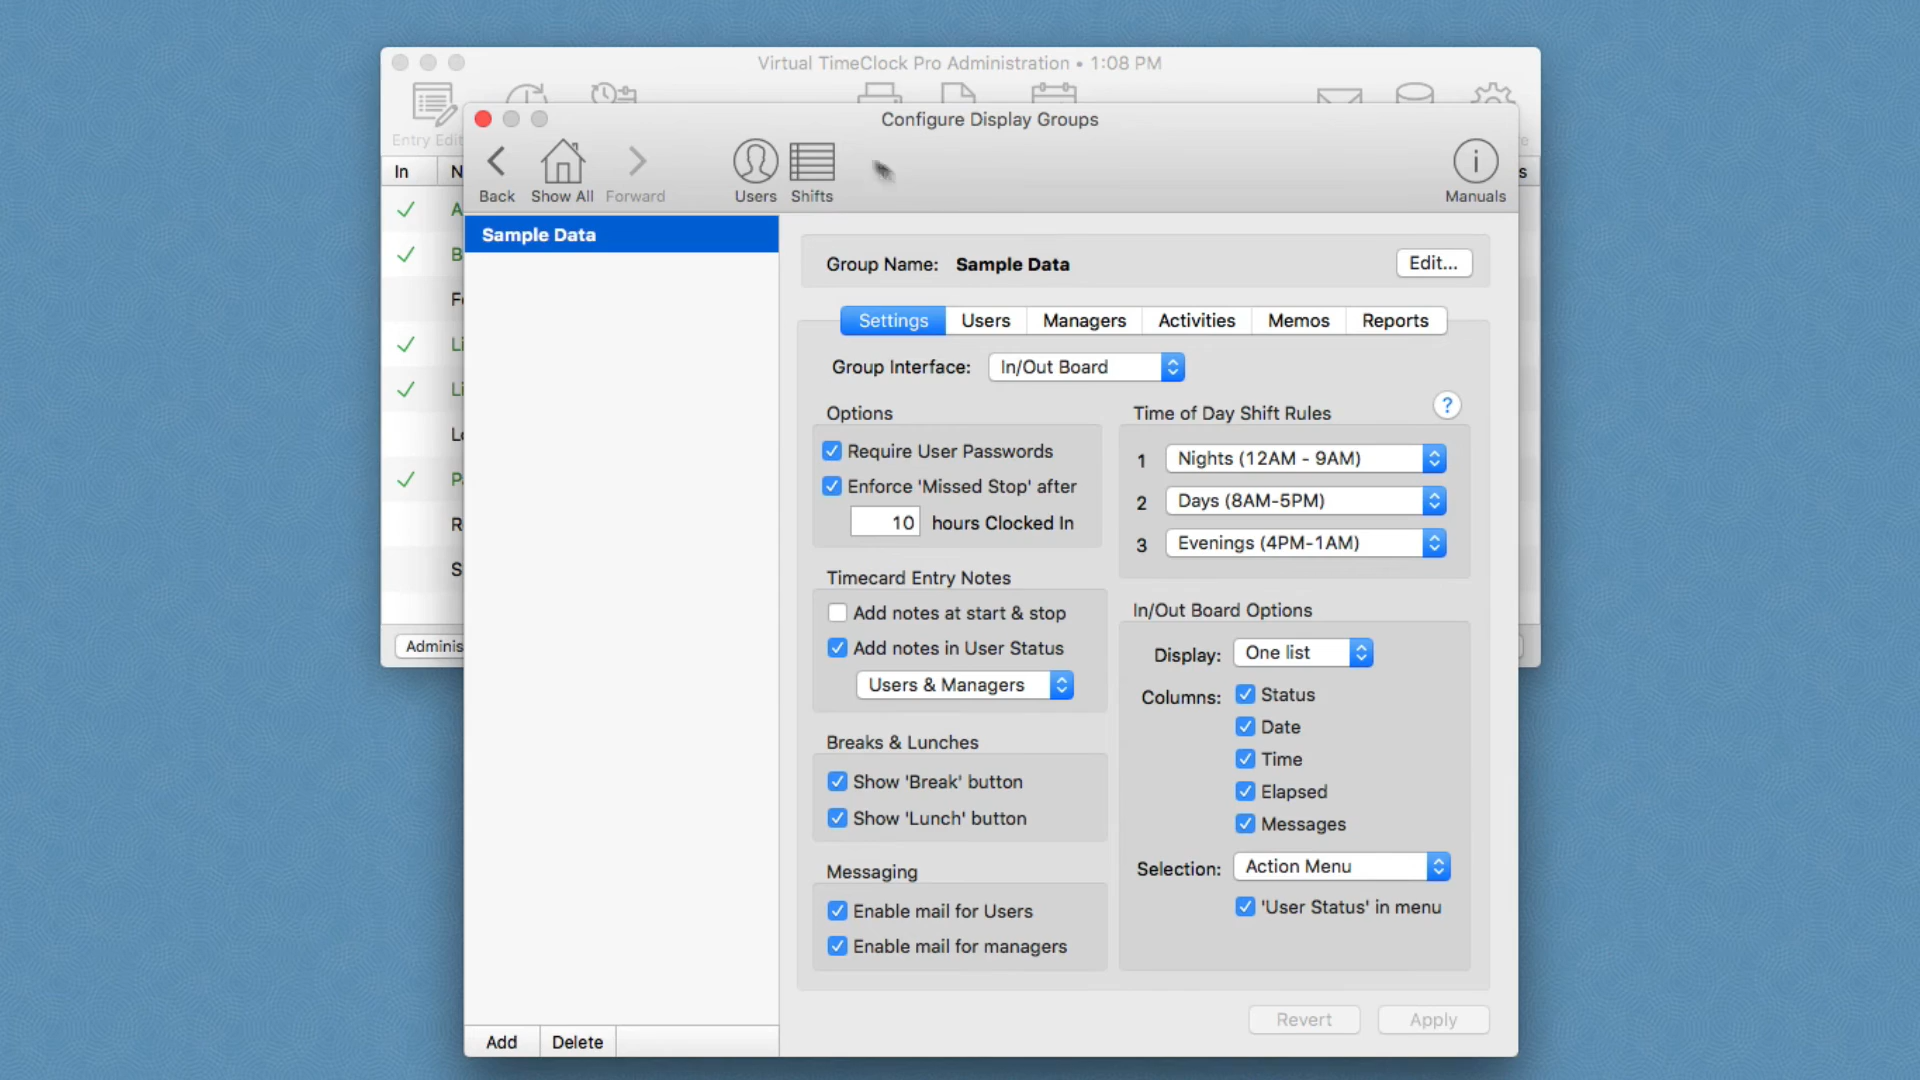 Virtual TimeClock Pro Administration • 1:08 PM
Entry Edit
Configure Display Groups
Back
Show All
Forward
Users
Shifts
Manuals
In
N
s
A
B
Fe
Li
Li
Lo
P
R
S
Adminis
Sample Data
Add
Delete
Group Name: Sample Data
Edit...
Settings
Users
Managers
Activities
Memos
Reports
Group Interface: In/Out Board
Options
Require User Passwords
Enforce 'Missed Stop' after
10 hours Clocked In
Timecard Entry Notes
Add notes at start & stop
Add notes in User Status
Users & Managers
Breaks & Lunches
Show 'Break' button
Show 'Lunch' button
Messaging
Enable mail for Users
Enable mail for managers
Time of Day Shift Rules
?
1 Nights (12AM - 9AM)
2 Days (8AM-5PM)
3 Evenings (4PM-1AM)
In/Out Board Options
Display: One list
Columns: Status
Date
Time
Elapsed
Messages
Selection: Action Menu
'User Status' in menu
Revert
Apply